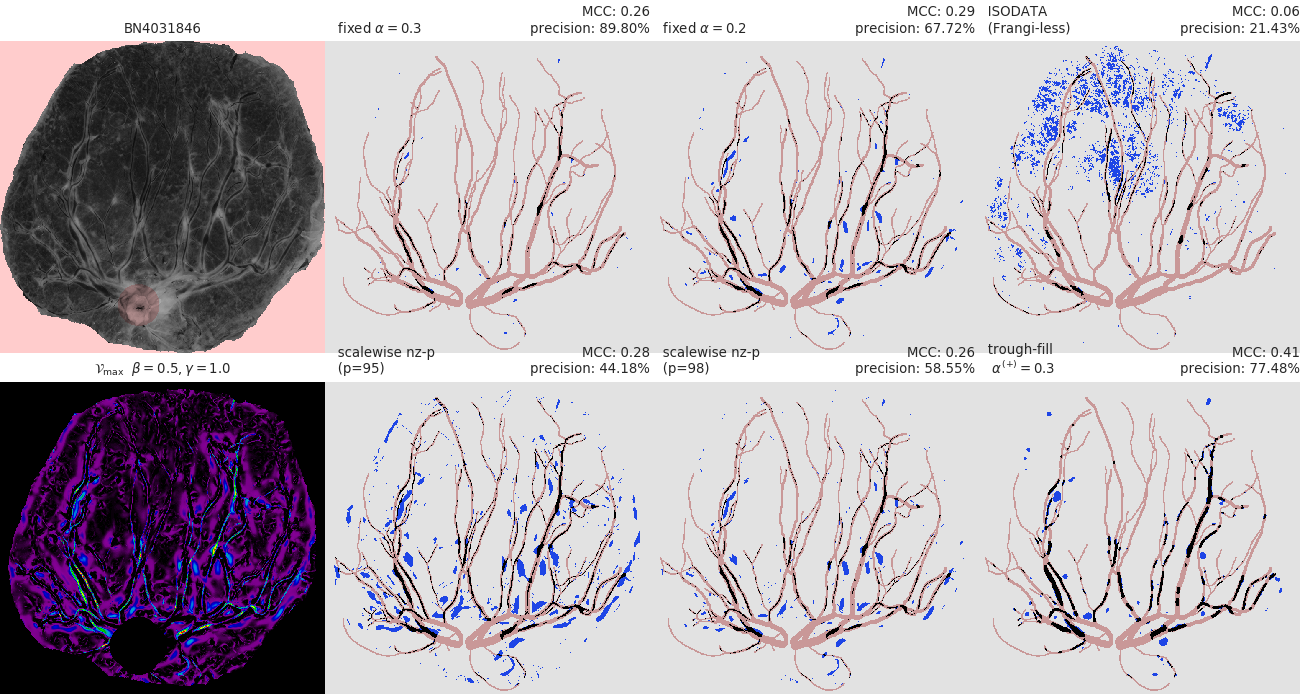 BN4031846
fixed α = 0.3
MCC: 0.26
precision: 89.80%
fixed α = 0.2
MCC: 0.29
precision: 67.72%
ISODATA
(Frangi-less)
MCC: 0.06
precision: 21.43%
𝒱max β = 0.5, γ = 1.0
scalewise nz-p
(p=95)
MCC: 0.28
precision: 44.18%
scalewise nz-p
(p=98)
MCC: 0.26
precision: 58.55%
trough-fill
α(+) = 0.3
MCC: 0.41
precision: 77.48%